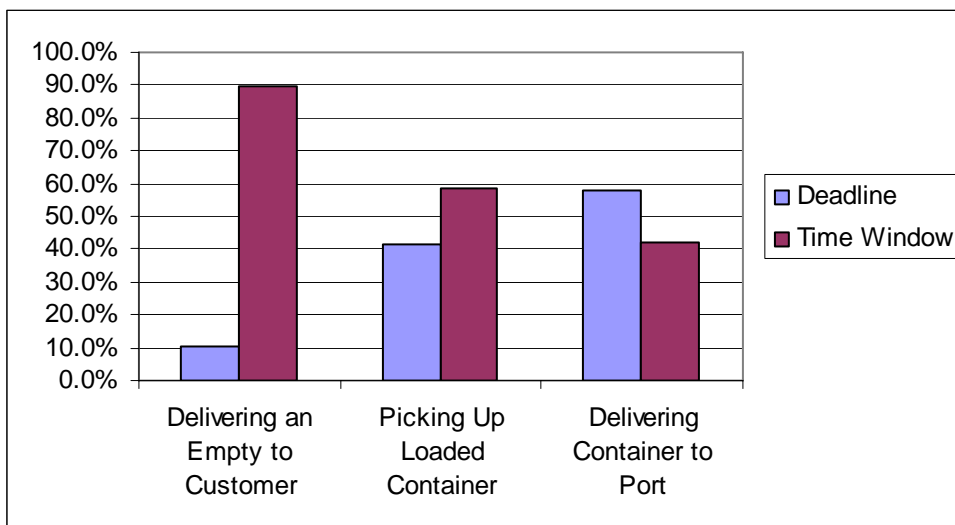 100.0%
90.0%
80.0%
70.0%
60.0%
50.0%
40.0%
30.0%
20.0%
10.0%
0.0%
Delivering an
Empty to
Customer
Picking Up
Loaded
Container
Delivering
Container to
Port
Deadline
Time Window